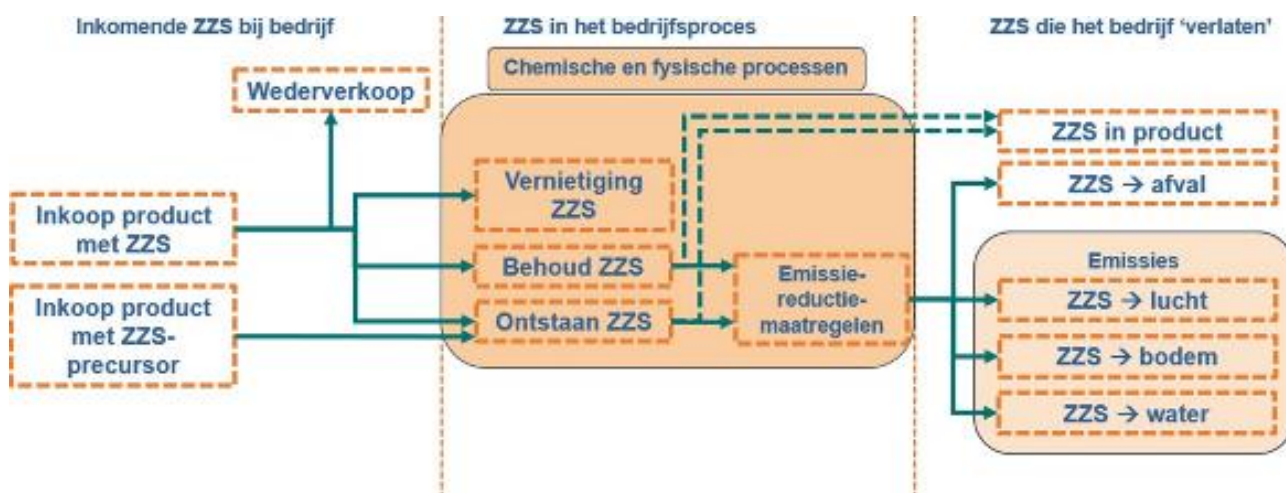 Inkomende ZZS bij bedrijf
ZZS in het bedrijfsproces
ZZS die het bedrijf ‘verlaten’
Chemische en fysische processen
Wederverkoop
Inkoop product
met ZZS
Inkoop product
met ZZS-
precursor
Vernietiging
ZZS
Behoud ZZS
Ontstaan ZZS
Emissie-
reductie-
maatregelen
ZZS in product
ZZS → afval
Emissies
ZZS → lucht
ZZS → bodem
ZZS → water